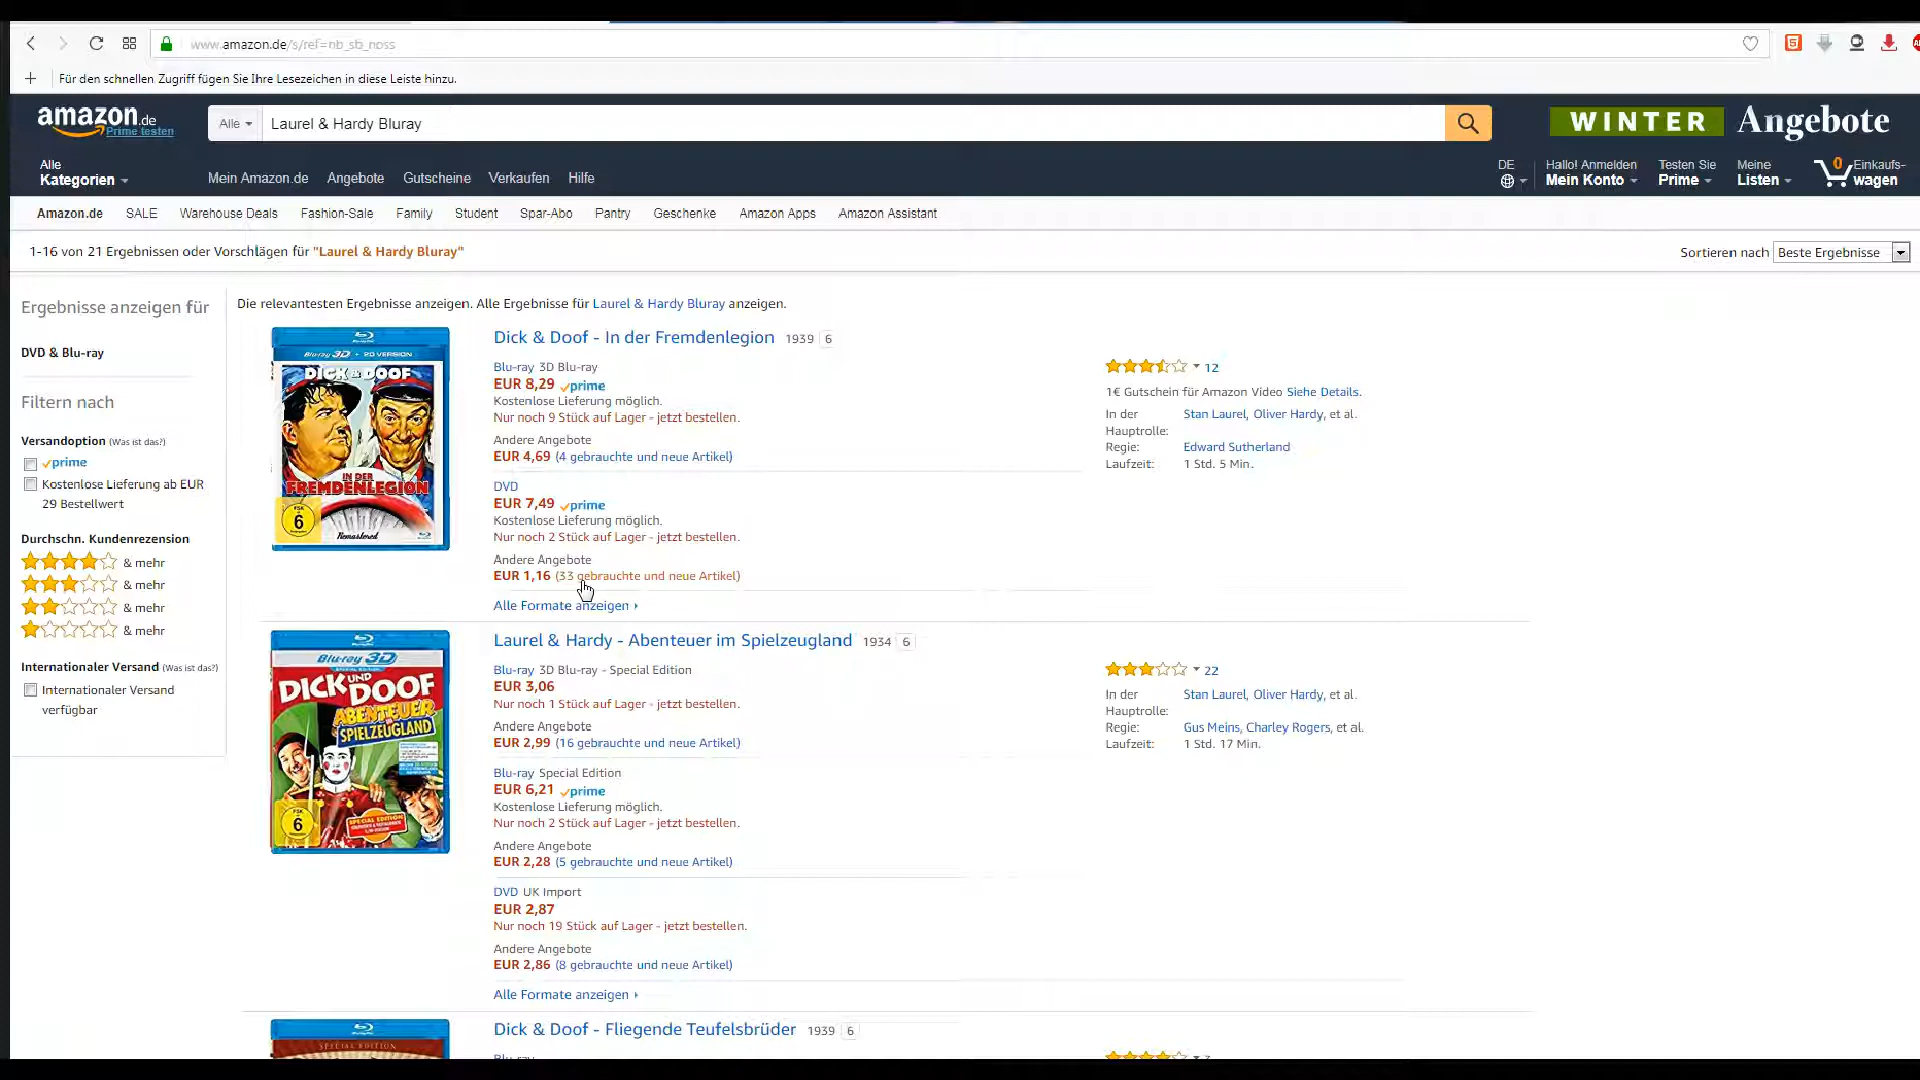 www.amazon.de/s/ref=nb_sb_noss
Für den schnellen Zugriff fügen Sie Ihre Lesezeichen in diese Leiste hinzu.
amazon.de
Prime testen
Alle
Laurel & Hardy Bluray
WINTER Angebote
Alle
Kategorien
Mein Amazon.de Angebote Gutscheine Verkaufen Hilfe
DE
Hallo! Anmelden
Mein Konto
Testen Sie
Prime
Meine
Listen
0
Einkaufs-
wagen
Amazon.de SALE Warehouse Deals Fashion-Sale Family Student Spar-Abo Pantry Geschenke Amazon Apps Amazon Assistant
1-16 von 21 Ergebnissen oder Vorschlägen für "Laurel & Hardy Bluray"
Sortieren nach Beste Ergebnisse
Ergebnisse anzeigen für
DVD & Blu-ray
Filtern nach
Versandoption (Was ist das?)
prime
Kostenlose Lieferung ab EUR
29 Bestellwert
Durchschn. Kundenrezension
& mehr
& mehr
& mehr
& mehr
Internationaler Versand (Was ist das?)
Internationaler Versand
verfügbar
Die relevantesten Ergebnisse anzeigen. Alle Ergebnisse für Laurel & Hardy Bluray anzeigen.
Blu-ray 3D + 2D VERSION
DICK & DOOF
IN DER
FREMDENLEGION
FSK
6
Remastered
Dick & Doof - In der Fremdenlegion 1939 6
Blu-ray 3D Blu-ray
EUR 8,29 prime
Kostenlose Lieferung möglich.
Nur noch 9 Stück auf Lager - jetzt bestellen.
Andere Angebote
EUR 4,69 (4 gebrauchte und neue Artikel)
DVD
EUR 7,49 prime
Kostenlose Lieferung möglich.
Nur noch 2 Stück auf Lager - jetzt bestellen.
Andere Angebote
EUR 1,16 (33 gebrauchte und neue Artikel)
Alle Formate anzeigen
12
1€ Gutschein für Amazon Video Siehe Details.
In der
Hauptrolle:
Stan Laurel, Oliver Hardy, et al.
Regie: Edward Sutherland
Laufzeit: 1 Std. 5 Min.
Blu-ray 3D
DICK UND DOOF
ABENTEUER IM
SPIELZEUGLAND
FSK
6
SPECIAL EDITION
Laurel & Hardy - Abenteuer im Spielzeugland 1934 6
Blu-ray 3D Blu-ray - Special Edition
EUR 3,06
Nur noch 1 Stück auf Lager - jetzt bestellen.
Andere Angebote
EUR 2,99 (16 gebrauchte und neue Artikel)
Blu-ray Special Edition
EUR 6,21 prime
Kostenlose Lieferung möglich.
Nur noch 2 Stück auf Lager - jetzt bestellen.
Andere Angebote
EUR 2,28 (5 gebrauchte und neue Artikel)
DVD UK Import
EUR 2,87
Nur noch 19 Stück auf Lager - jetzt bestellen.
Andere Angebote
EUR 2,86 (8 gebrauchte und neue Artikel)
Alle Formate anzeigen
22
In der
Hauptrolle:
Stan Laurel, Oliver Hardy, et al.
Regie: Gus Meins, Charley Rogers, et al.
Laufzeit: 1 Std. 17 Min.
SPECIAL EDITION
Dick & Doof - Fliegende Teufelsbrüder 1939 6
Blu-ray